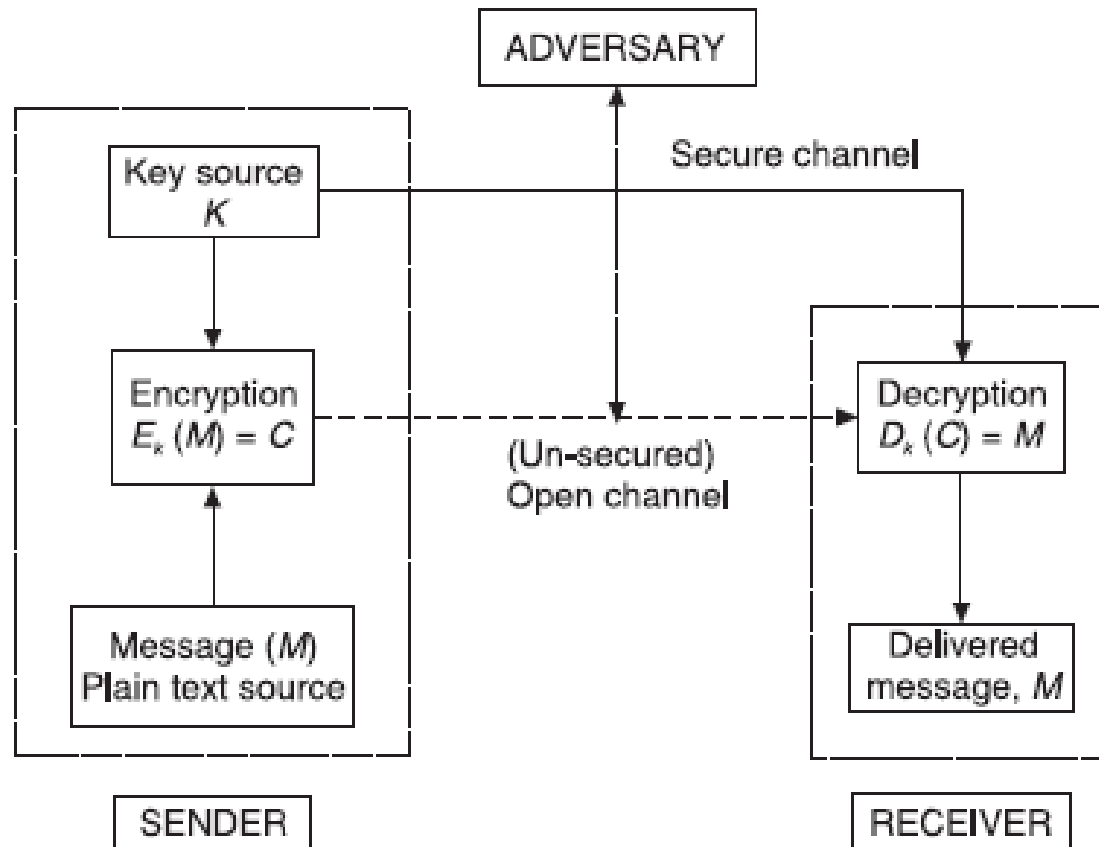 ADVERSARY
Key source
K
Secure channel
Encryption
Eₖ (M) = C
Decryption
Dₖ (C) = M
(Un-secured)
Open channel
Message (M)
Plain text source
Delivered
message, M
SENDER
RECEIVER